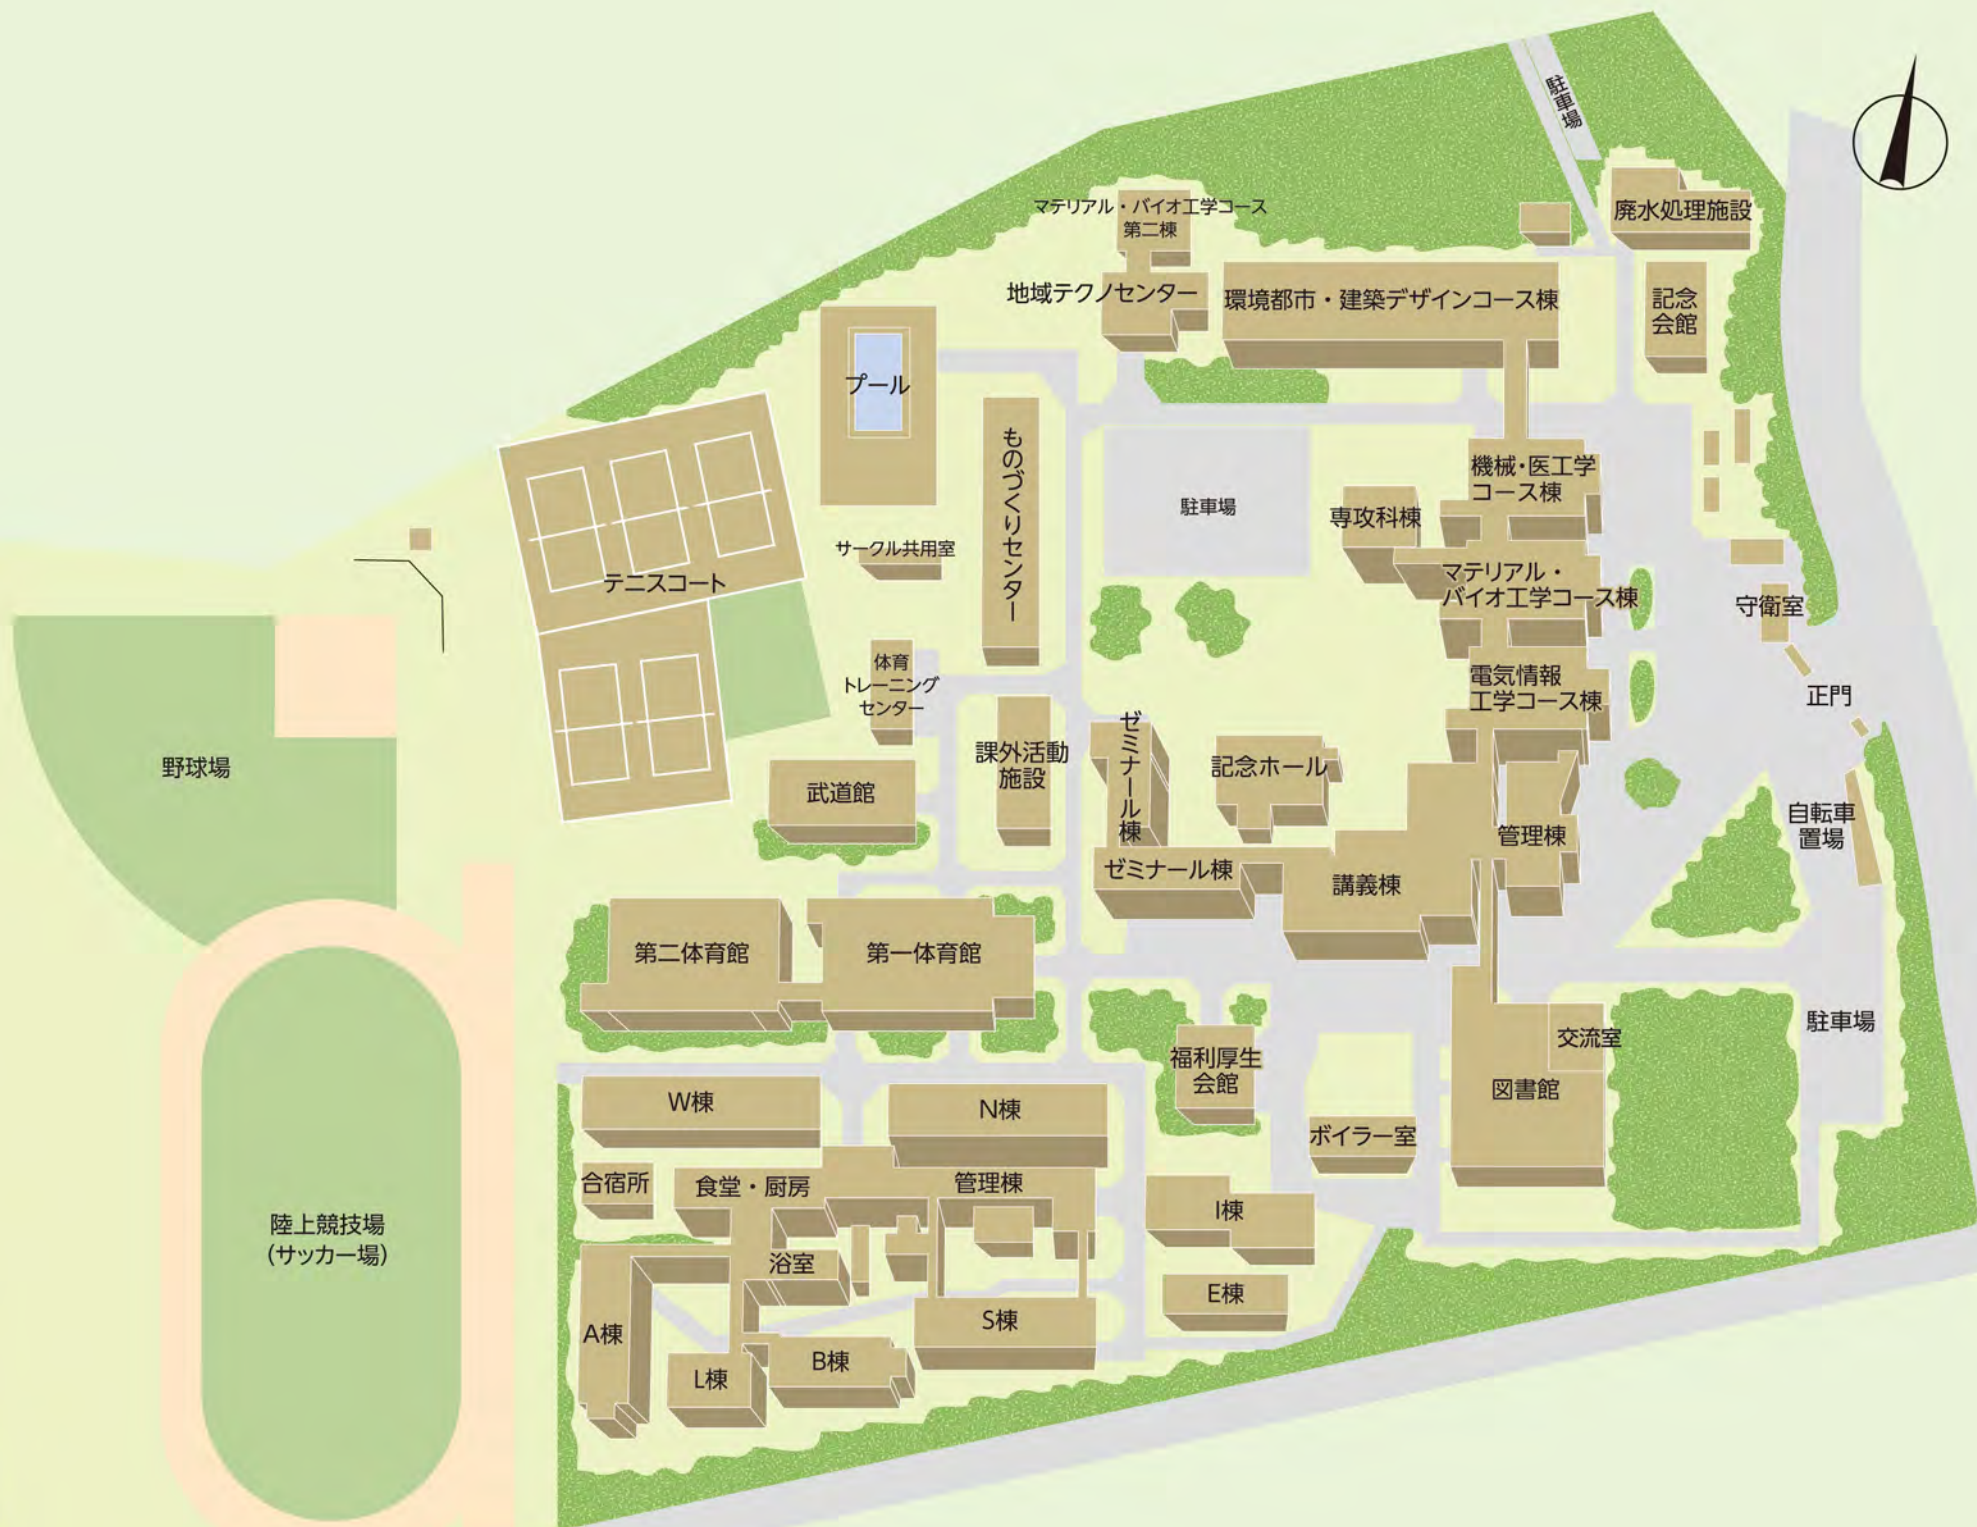 駐車場
廃水処理施設
マテリアル・バイオ工学コース
第二棟
地域テクノセンター
環境都市・建築デザインコース棟
記念
会館
プール
ものづくりセンター
機械・医工学
コース棟
駐車場
専攻科棟
サークル共用室
テニスコート
マテリアル・
バイオ工学コース棟
守衛室
体育
トレーニング
センター
電気情報
工学コース棟
正門
野球場
武道館
課外活動
施設
ゼミナール棟
記念ホール
管理棟
自転車
置場
ゼミナール棟
講義棟
第二体育館
第一体育館
駐車場
交流室
図書館
福利厚生
会館
W棟
N棟
ボイラー室
合宿所
食堂・厨房
管理棟
I棟
陸上競技場
(サッカー場)
浴室
E棟
A棟
S棟
L棟
B棟